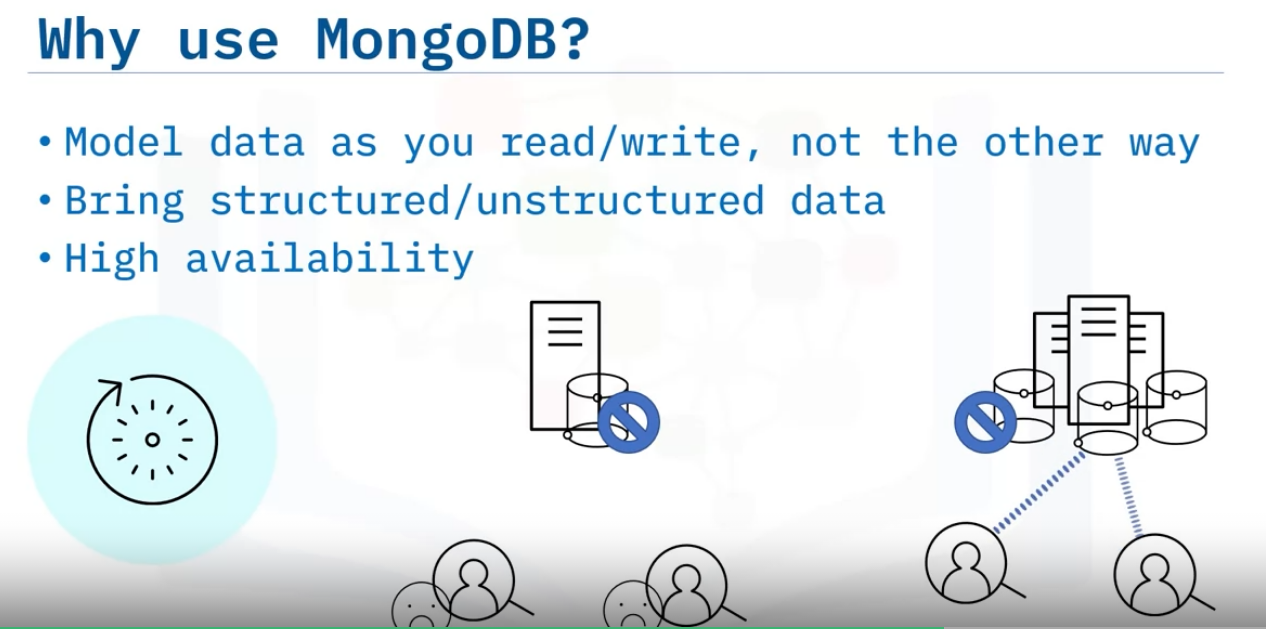 Why use MongoDB?
• Model data as you read/write, not the other way
• Bring structured/unstructured data
• High availability